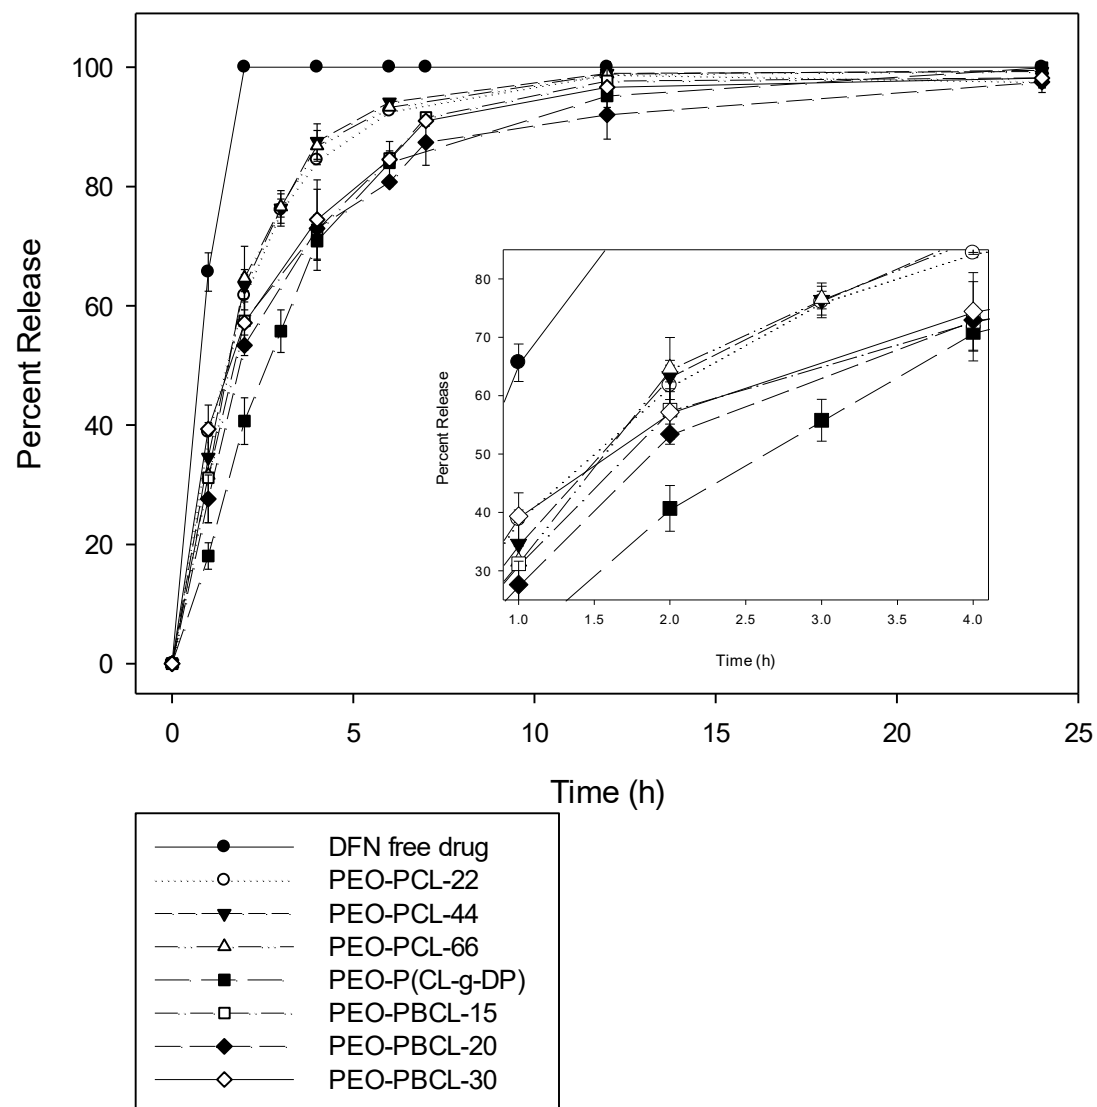 Percent Release
100
80
60
40
20
0
Percent Release
80
70
60
50
40
30
1.0 1.5 2.0 2.5 3.0 3.5 4.0
Time (h)
0 5 10 15 20 25
Time (h)
DFN free drug
PEO-PCL-22
PEO-PCL-44
PEO-PCL-66
PEO-P(CL-g-DP)
PEO-PBCL-15
PEO-PBCL-20
PEO-PBCL-30